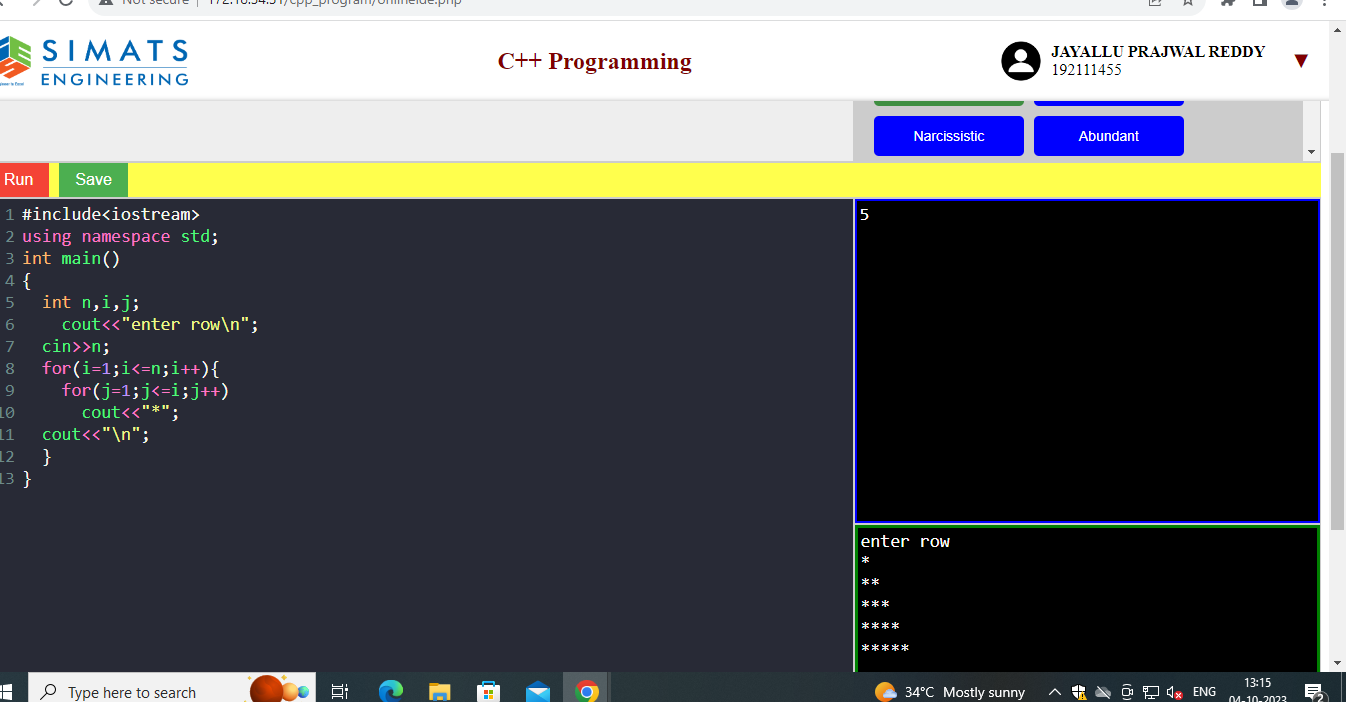 Not secure | 172.16.54.51/cpp_program/onlineide.php
SIMATS
ENGINEERING
C++ Programming
JAYALLU PRAJWAL REDDY
192111455
Narcissistic
Abundant
Run
Save
1 #include<iostream>
2 using namespace std;
3 int main()
4 {
5 int n,i,j;
6 cout<<"enter row\n";
7 cin>>n;
8 for(i=1;i<=n;i++){
9 for(j=1;j<=i;j++)
10 cout<<"*";
11 cout<<"\n";
12 }
13 }
5
enter row
*
**
***
****
*****
Type here to search
34°C Mostly sunny
ENG
13:15
04-10-2023
2